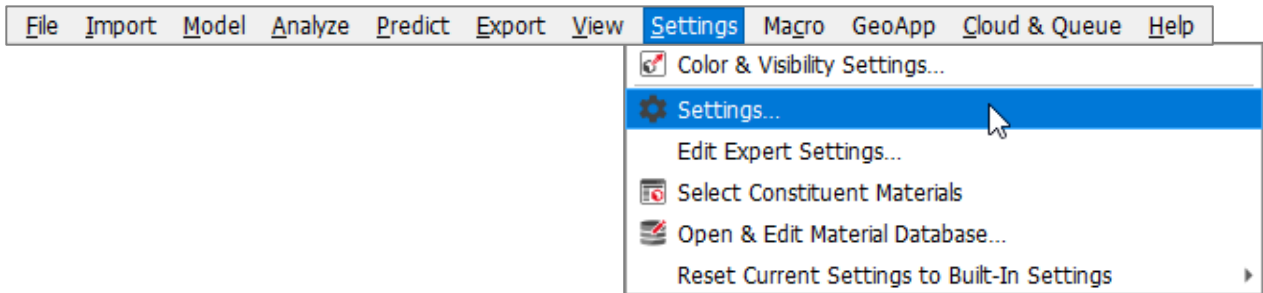 File Import Model Analyze Predict Export View Settings Macro GeoApp Cloud & Queue Help
Color & Visibility Settings...
Settings...
Edit Expert Settings...
Select Constituent Materials
Open & Edit Material Database...
Reset Current Settings to Built-In Settings